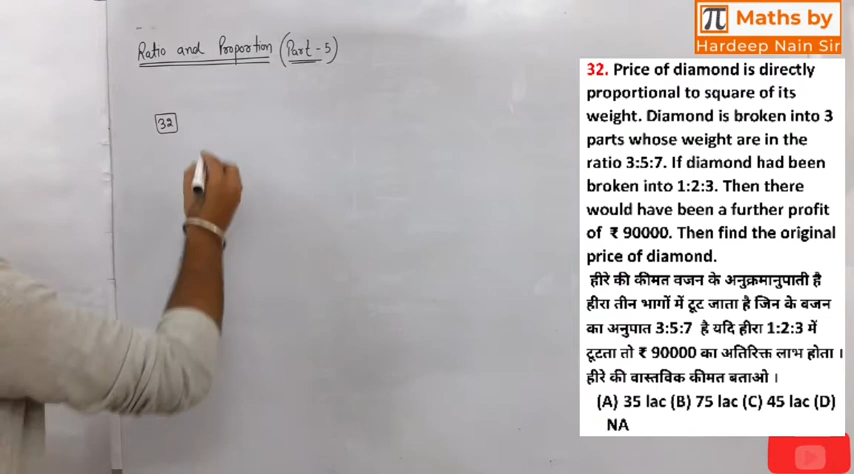 Maths by
Hardeep Nain Sir
Ratio and Proportion (Part-5)
32
32. Price of diamond is directly
proportional to square of its
weight. Diamond is broken into 3
parts whose weight are in the
ratio 3:5:7. If diamond had been
broken into 1:2:3. Then there
would have been a further profit
of ₹ 90000. Then find the original
price of diamond.
हीरे की कीमत वजन के अनुक्रमानुपाती है
हीरा तीन भागों में टूट जाता है जिन के वजन
का अनुपात 3:5:7 है यदि हीरा 1:2:3 में
टूटता तो ₹ 90000 का अतिरिक्त लाभ होता ।
हीरे की वास्तविक कीमत बताओ ।
(A) 35 lac (B) 75 lac (C) 45 lac (D)
NA